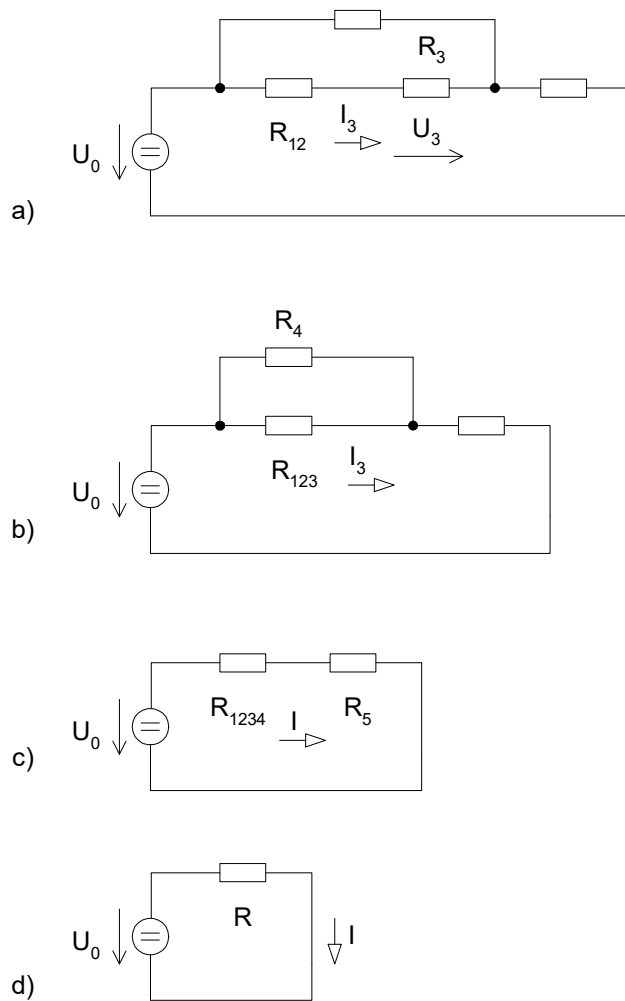 R₃
R₁₂ I₃ U₃
U₀
a)
R₄
R₁₂₃ I₃
U₀
b)
R₁₂₃₄ I R₅
U₀
c)
R I
U₀
d)